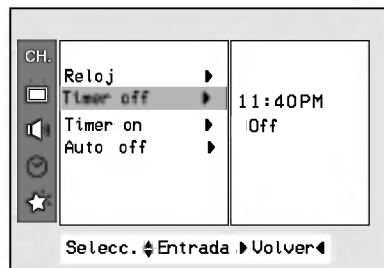 CH.
Reloj
Timer off
11:40PM
Timer on
Off
Auto off
Selecc. Entrada Volver